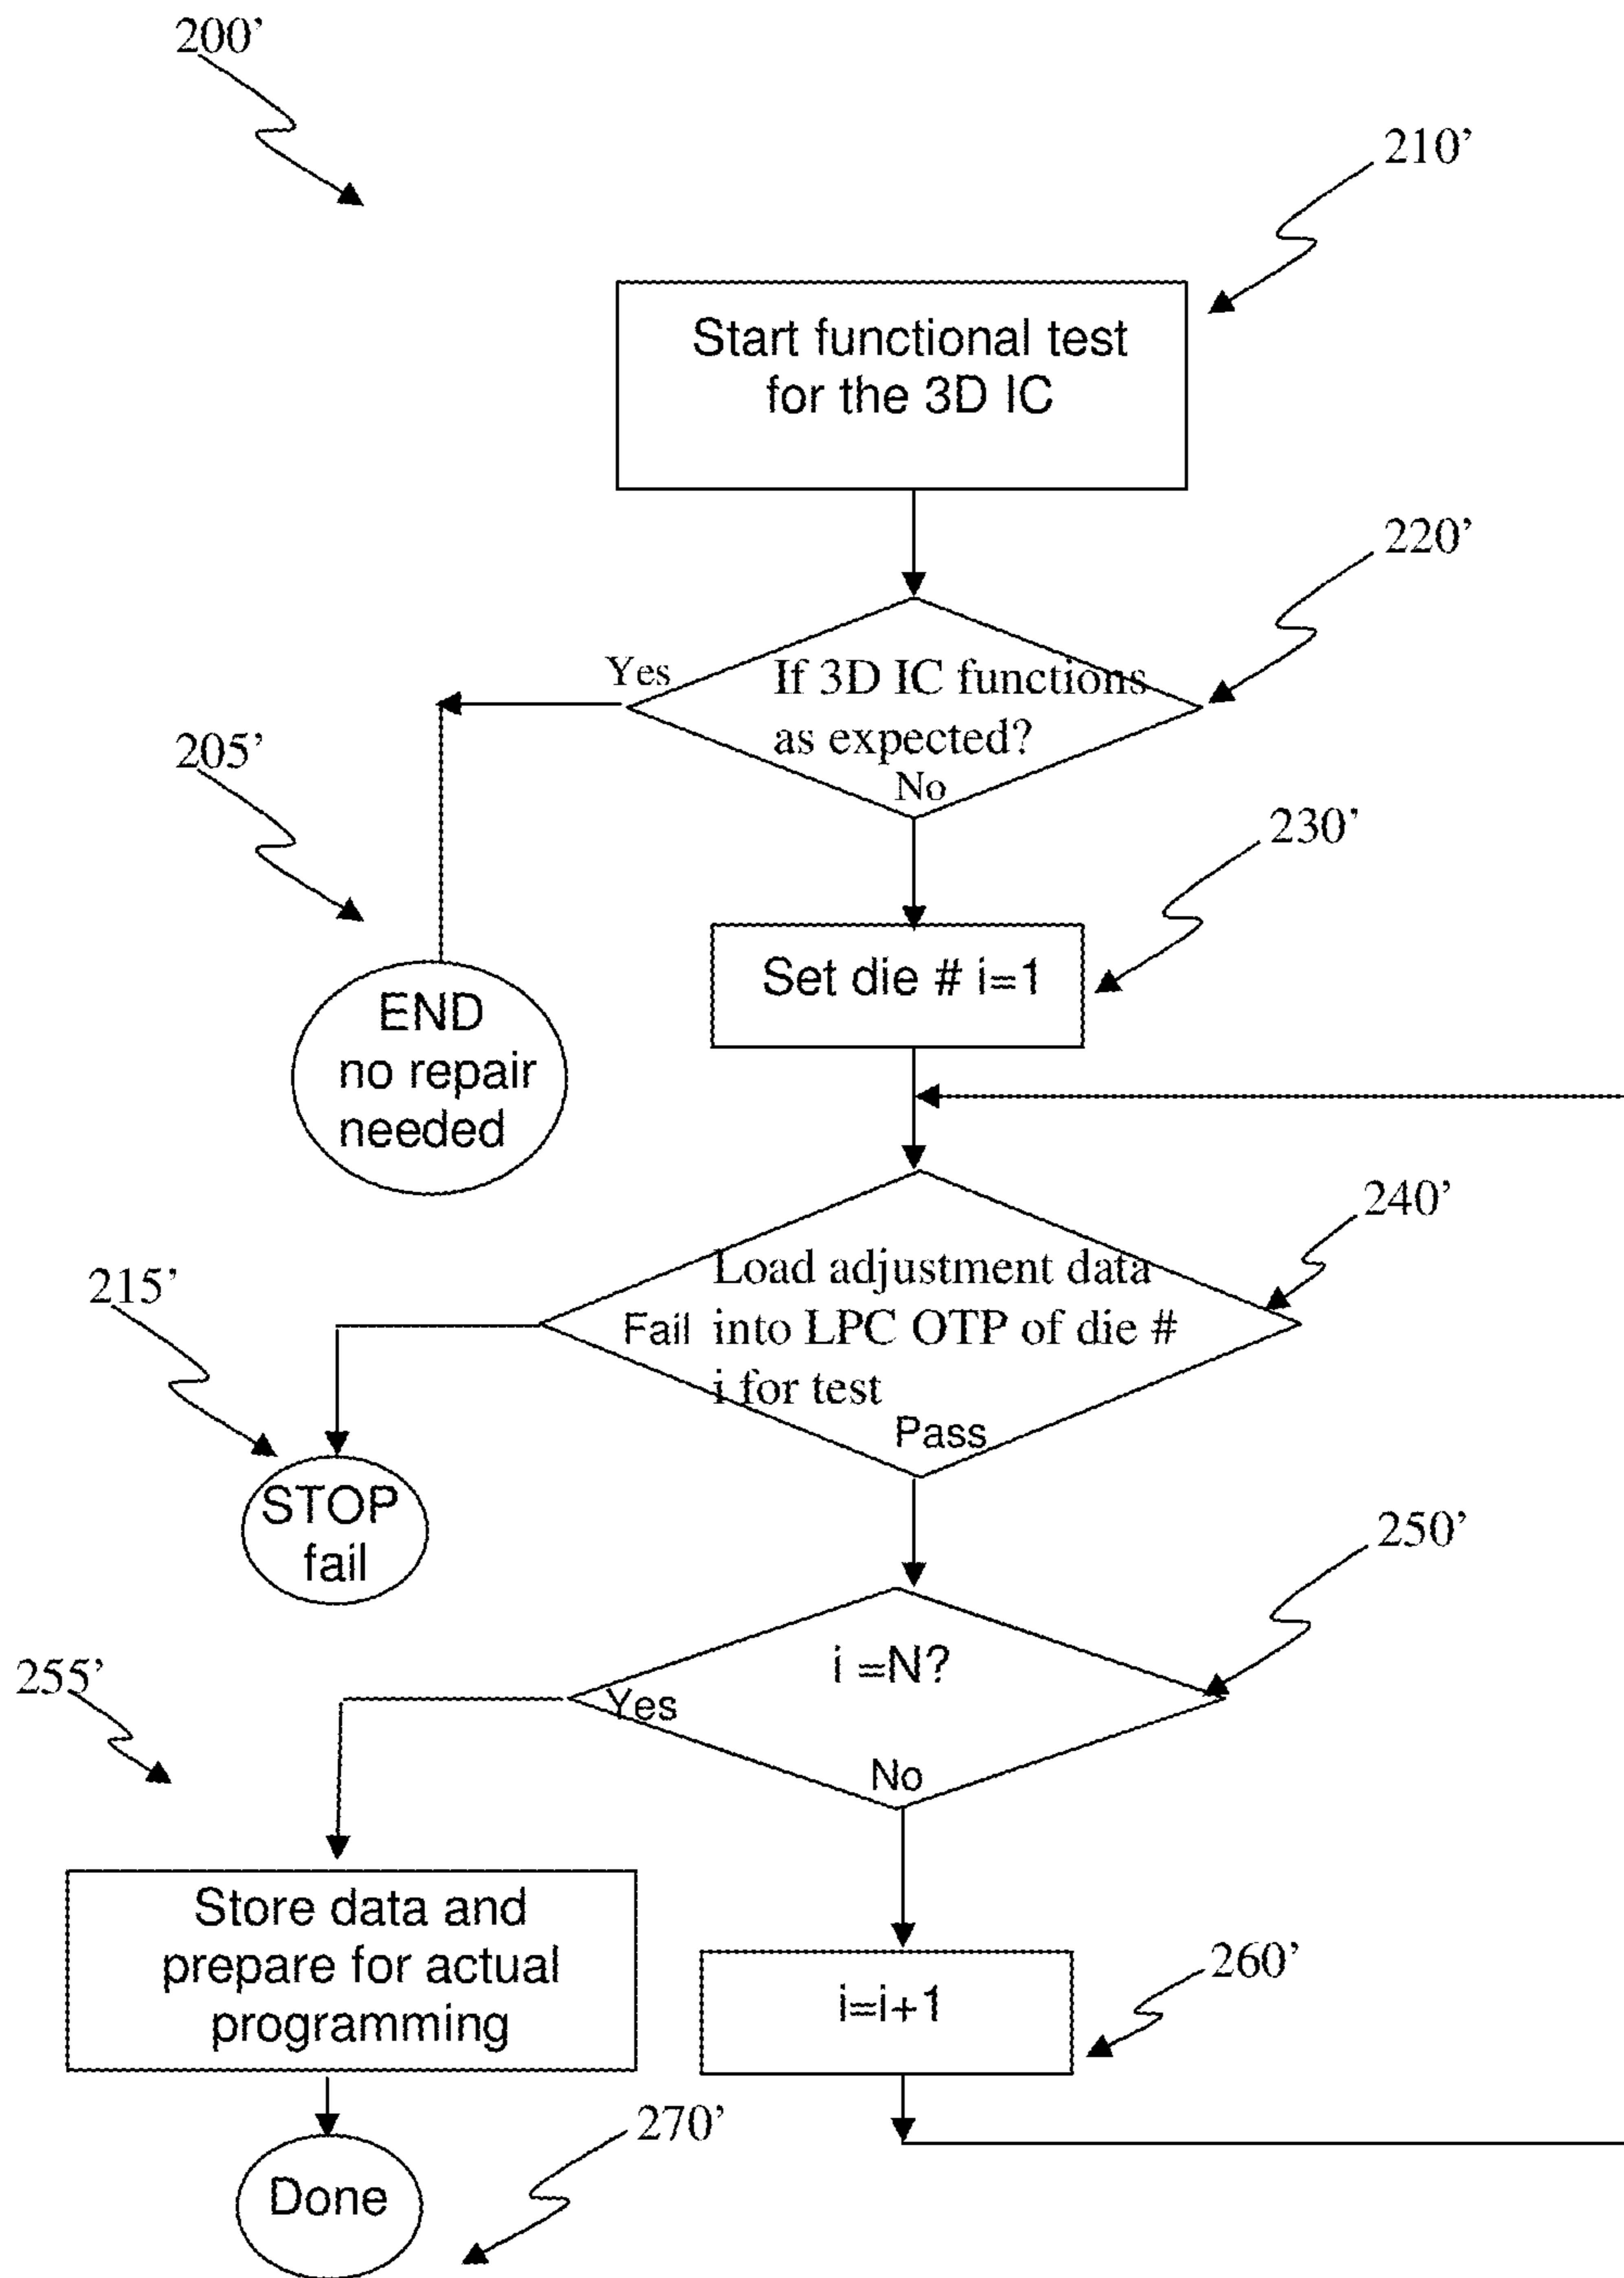 200’
210’
Start functional test
for the 3D IC
220’
Yes
If 3D IC functions
as expected?
No
205’
230’
Set die # i=1
END
no repair
needed
240’
215’
Load adjustment data
Fail into LPC OTP of die #
i for test
Pass
STOP
fail
250’
i =N?
255’
Yes
No
Store data and
prepare for actual
programming
260’
i=i+1
270’
Done